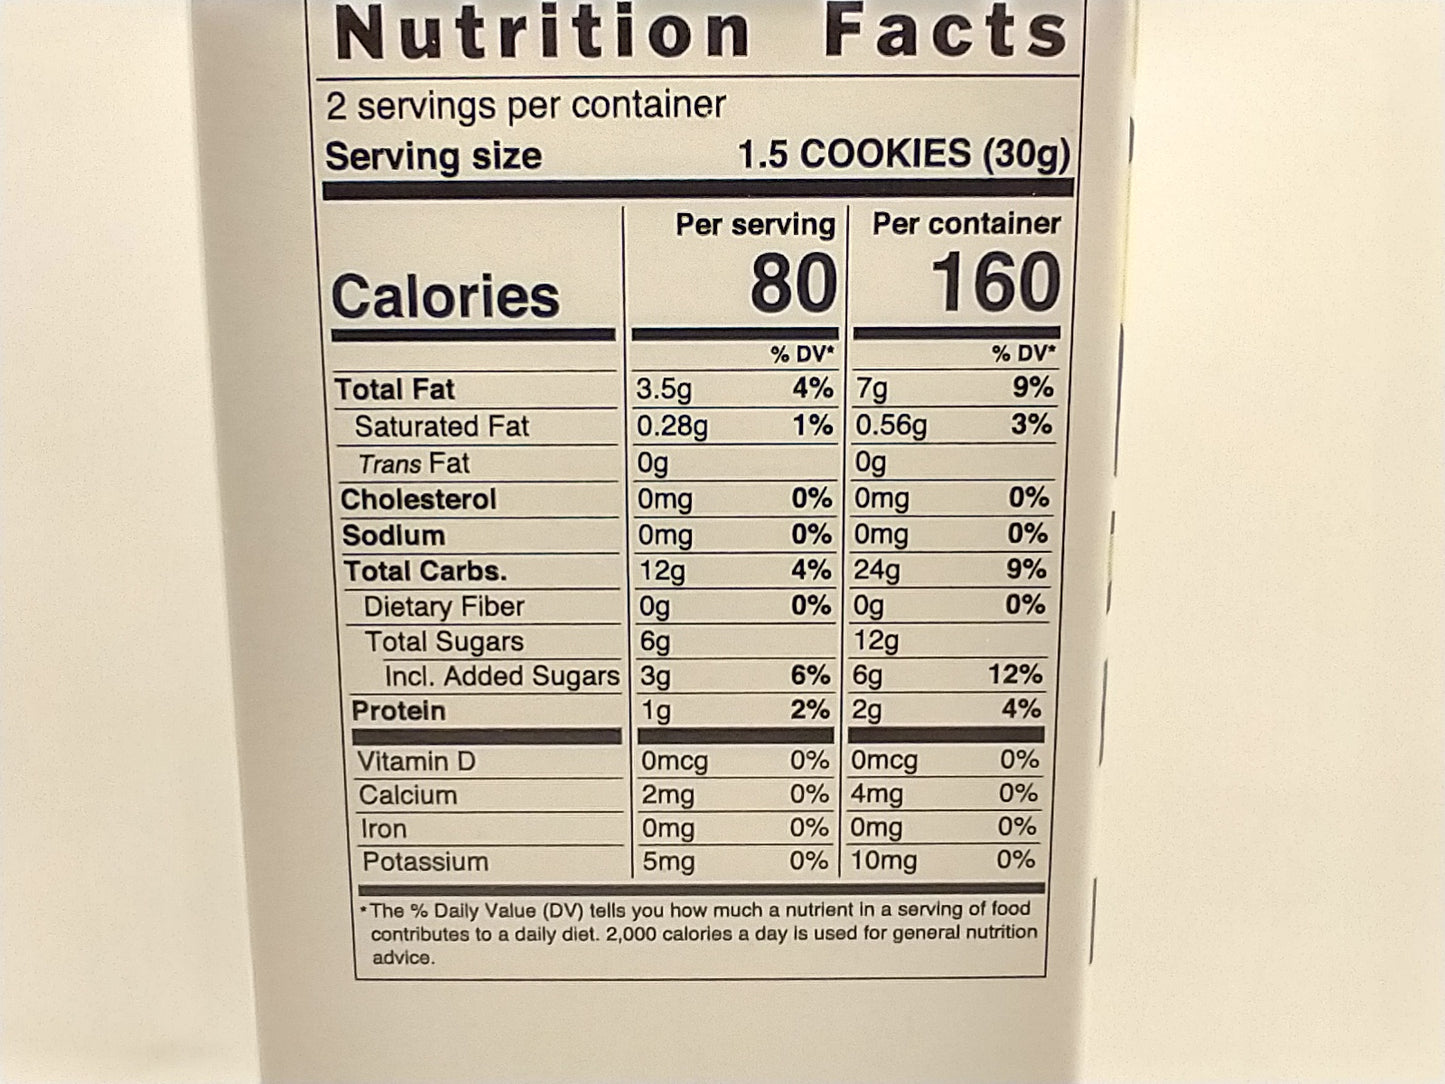 Nutrition Facts
2 servings per container
Serving size 1.5 COOKIES (30g)
Per serving Per container
Calories 80 160
% DV* % DV*
Total Fat 3.5g 4% 7g 9%
Saturated Fat 0.28g 1% 0.56g 3%
Trans Fat 0g 0g
Cholesterol 0mg 0% 0mg 0%
Sodium 0mg 0% 0mg 0%
Total Carbs. 12g 4% 24g 9%
Dietary Fiber 0g 0% 0g 0%
Total Sugars 6g 12g
Incl. Added Sugars 3g 6% 6g 12%
Protein 1g 2% 2g 4%
Vitamin D 0mcg 0% 0mcg 0%
Calcium 2mg 0% 4mg 0%
Iron 0mg 0% 0mg 0%
Potassium 5mg 0% 10mg 0%
*The % Daily Value (DV) tells you how much a nutrient in a serving of food
contributes to a daily diet. 2,000 calories a day is used for general nutrition
advice.